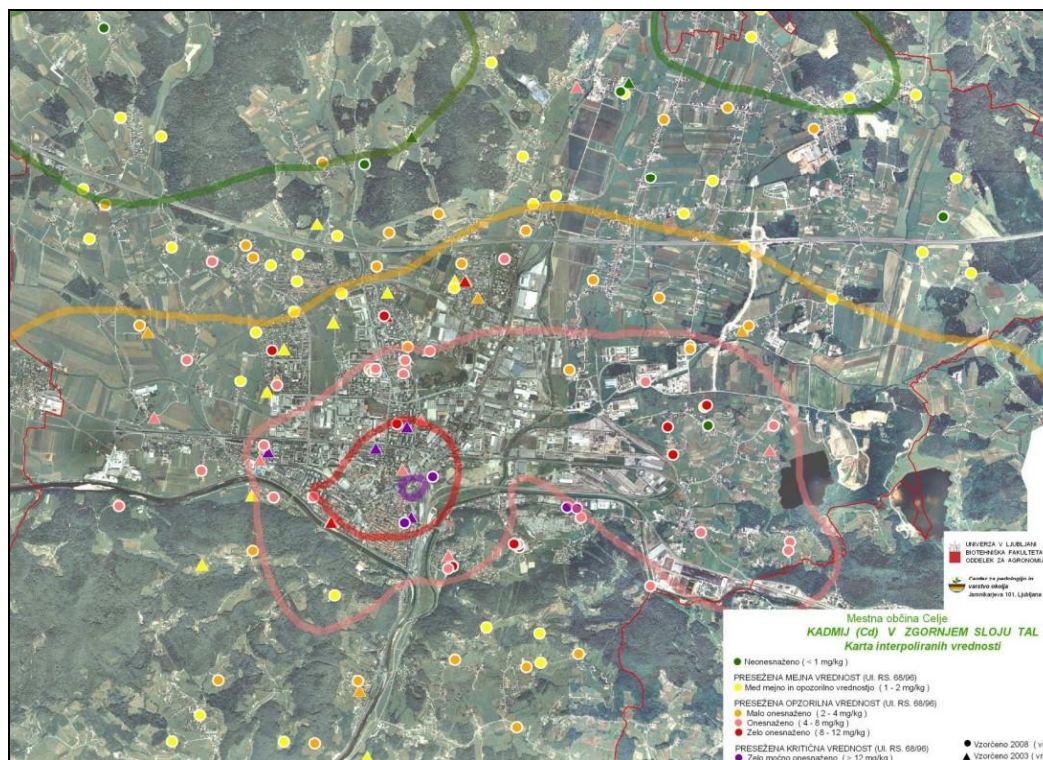 UNIVERZA V LJUBLJANI
BIOTEHNIŠKA FAKULTETA
ODDELEK ZA AGRONOMIJ
Center za pedologijo in
varstvo okolja
Jamnikarjeva 101, Ljubljana
Mestna občina Celje
KADMIJ (Cd) V ZGORNJEM SLOJU TAL
Karta interpoliranih vrednosti
Neonesnaženo ( < 1 mg/kg )
PRESEŽENA MEJNA VREDNOST (Ul. RS. 68/96)
Med mejno in opozorilno vrednostjo ( 1 - 2 mg/kg )
PRESEŽENA OPZORILNA VREDNOST (Ul. RS. 68/96)
Malo onesnaženo ( 2 - 4 mg/kg )
Onesnaženo ( 4 - 8 mg/kg )
Zelo onesnaženo ( 8 - 12 mg/kg )
PRESEŽENA KRITIČNA VREDNOST (Ul. RS. 68/96)
Zelo močno onesnaženo ( > 12 mg/kg )
Vzorčeno 2008 ( v
Vzorčeno 2003 ( vr